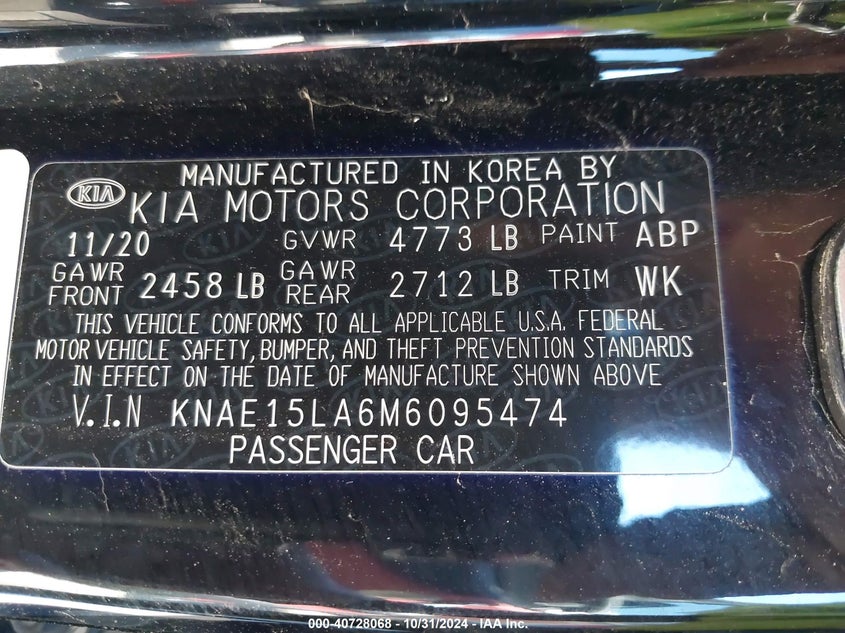 MANUFACTURED IN KOREA BY
KIA KIA MOTORS CORPORATION
11/20 GVWR 4773 LB PAINT ABP
GAWR FRONT 2458 LB GAWR REAR 2712 LB TRIM WK
THIS VEHICLE CONFORMS TO ALL APPLICABLE U.S.A. FEDERAL
MOTOR VEHICLE SAFETY, BUMPER, AND THEFT PREVENTION STANDARDS
IN EFFECT ON THE DATE OF MANUFACTURE SHOWN ABOVE
V.I.N KNAE15LA6M6095474
PASSENGER CAR
000-40728068 - 10/31/2024 - IAA Inc.